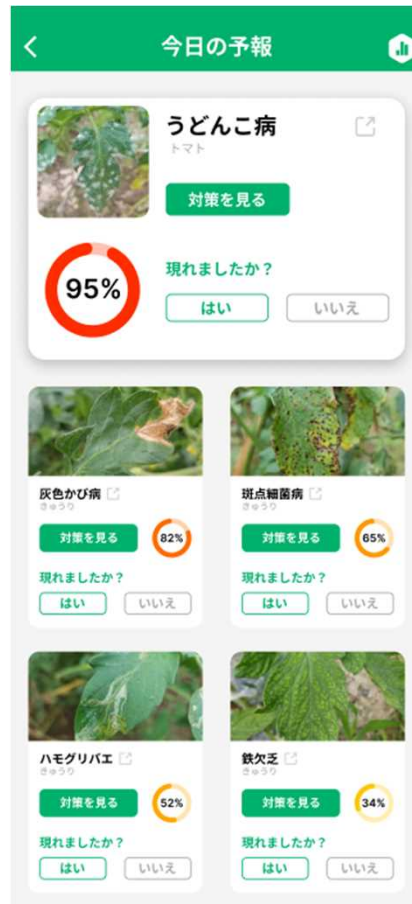 今日の予報
うどんこ病
トマト
対策を見る
95%
現れましたか？
はい
いいえ
灰色かび病
きゅうり
対策を見る
82%
現れましたか？
はい
いいえ
斑点細菌病
きゅうり
対策を見る
65%
現れましたか？
はい
いいえ
ハモグリバエ
きゅうり
対策を見る
52%
現れましたか？
はい
いいえ
鉄欠乏
きゅうり
対策を見る
34%
現れましたか？
はい
いいえ